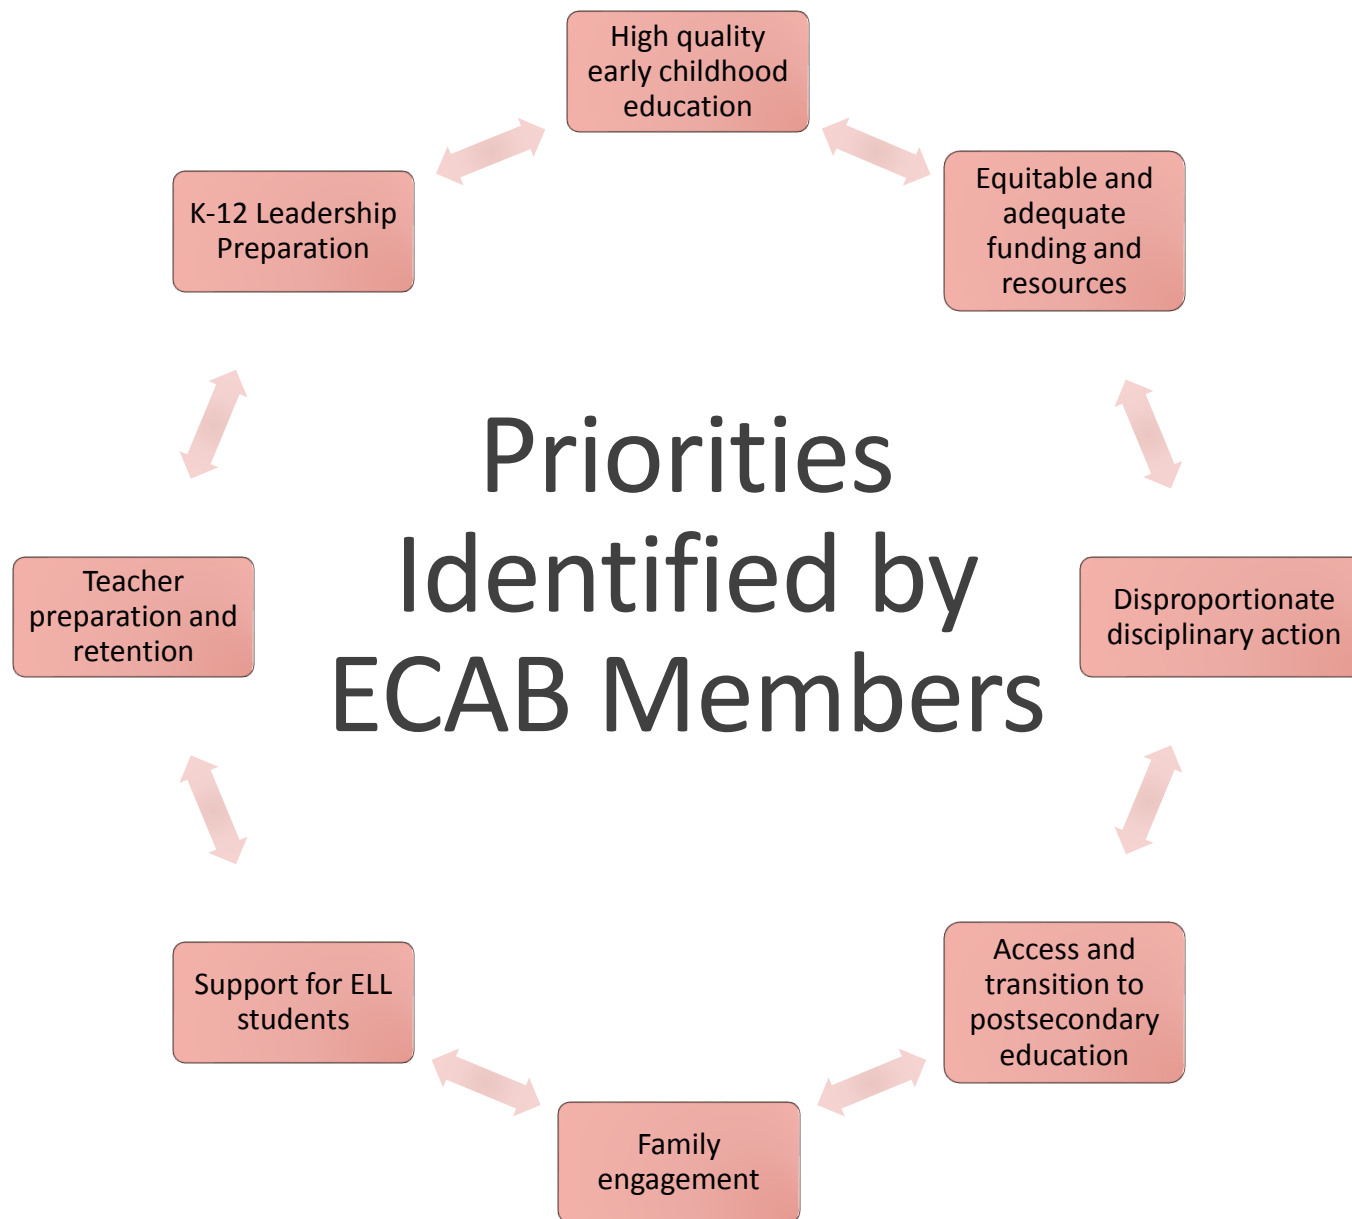 High quality
early childhood
education
Equitable and
adequate
funding and
resources
Disproportionate
disciplinary action
Access and
transition to
postsecondary
education
Family
engagement
Support for ELL
students
Teacher
preparation and
retention
K-12 Leadership
Preparation
Priorities
Identified by
ECAB Members